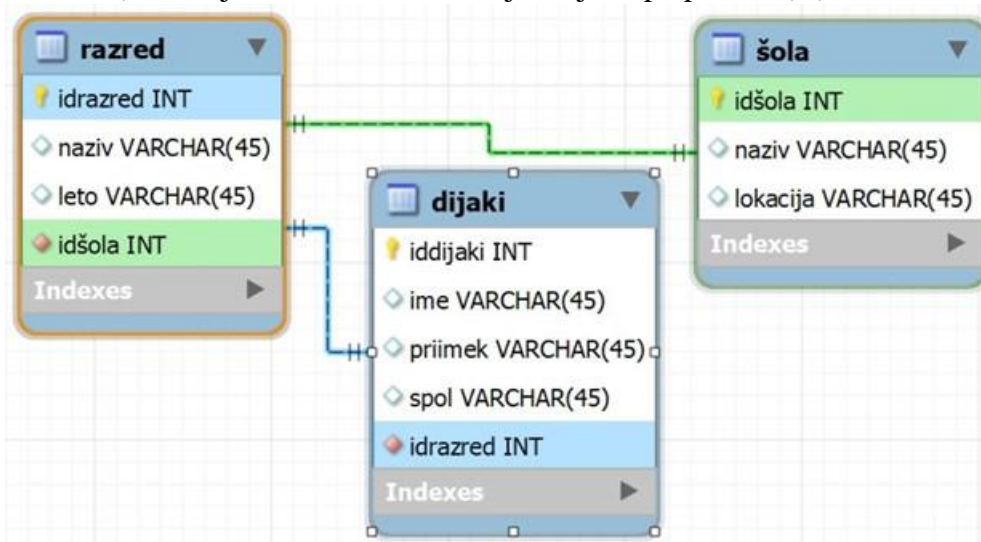 razred
idrazred INT
naziv VARCHAR(45)
leto VARCHAR(45)
idšola INT
Indexes
šola
idšola INT
naziv VARCHAR(45)
lokacija VARCHAR(45)
Indexes
dijaki
iddijaki INT
ime VARCHAR(45)
priimek VARCHAR(45)
spol VARCHAR(45)
idrazred INT
Indexes